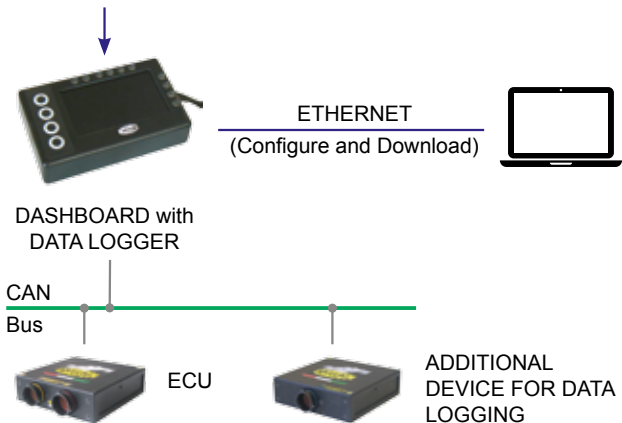 ETHERNET
(Configure and Download)
DASHBOARD with
DATA LOGGER
CAN
Bus
ECU
ADDITIONAL
DEVICE FOR DATA
LOGGING